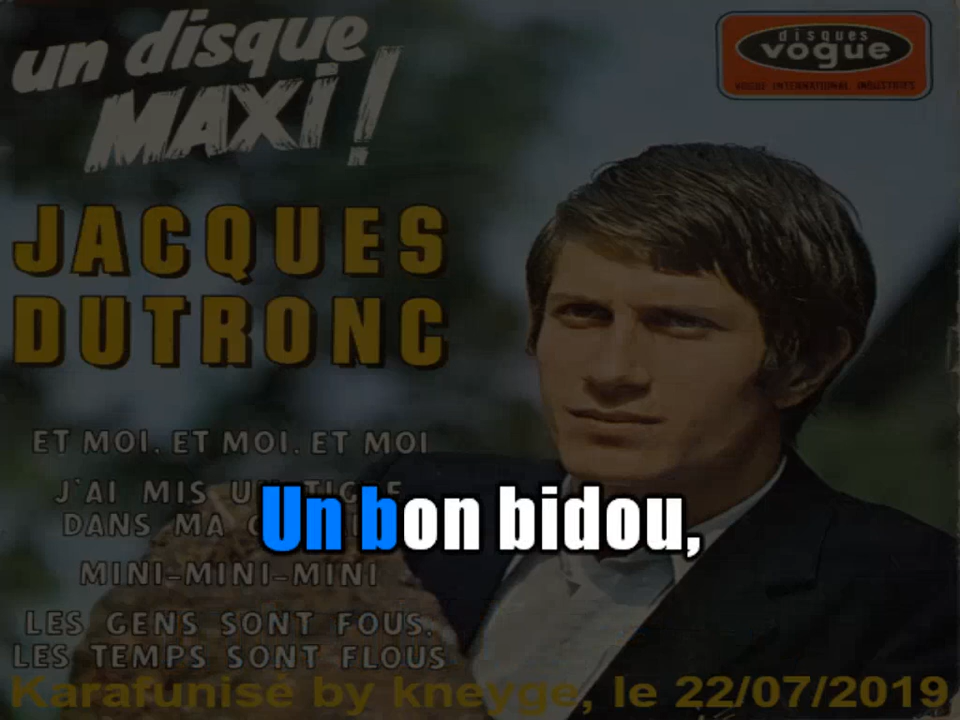 un disque
MAXi!
disques
vogue
VOGUE INTERNATIONAL INDUSTRIES
JACQUES
DUTRONC
ET MOI, ET MOI, ET MOI
J'AI MIS UN TIGRE
DANS MA
MINI-MINI-MINI
Un bon bidou,
LES GENS SONT FOUS,
LES TEMPS SONT FLOUS
Karafunisé by kneyge, le 22/07/2019